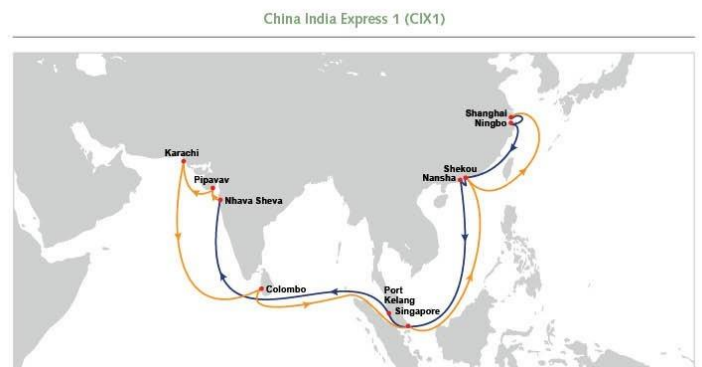 China India Express 1 (CIX1)
Shanghai
Ningbo
Karachi
Shekou
Pipavav
Nansha
Nhava Sheva
Colombo
Port
Kelang
Singapore